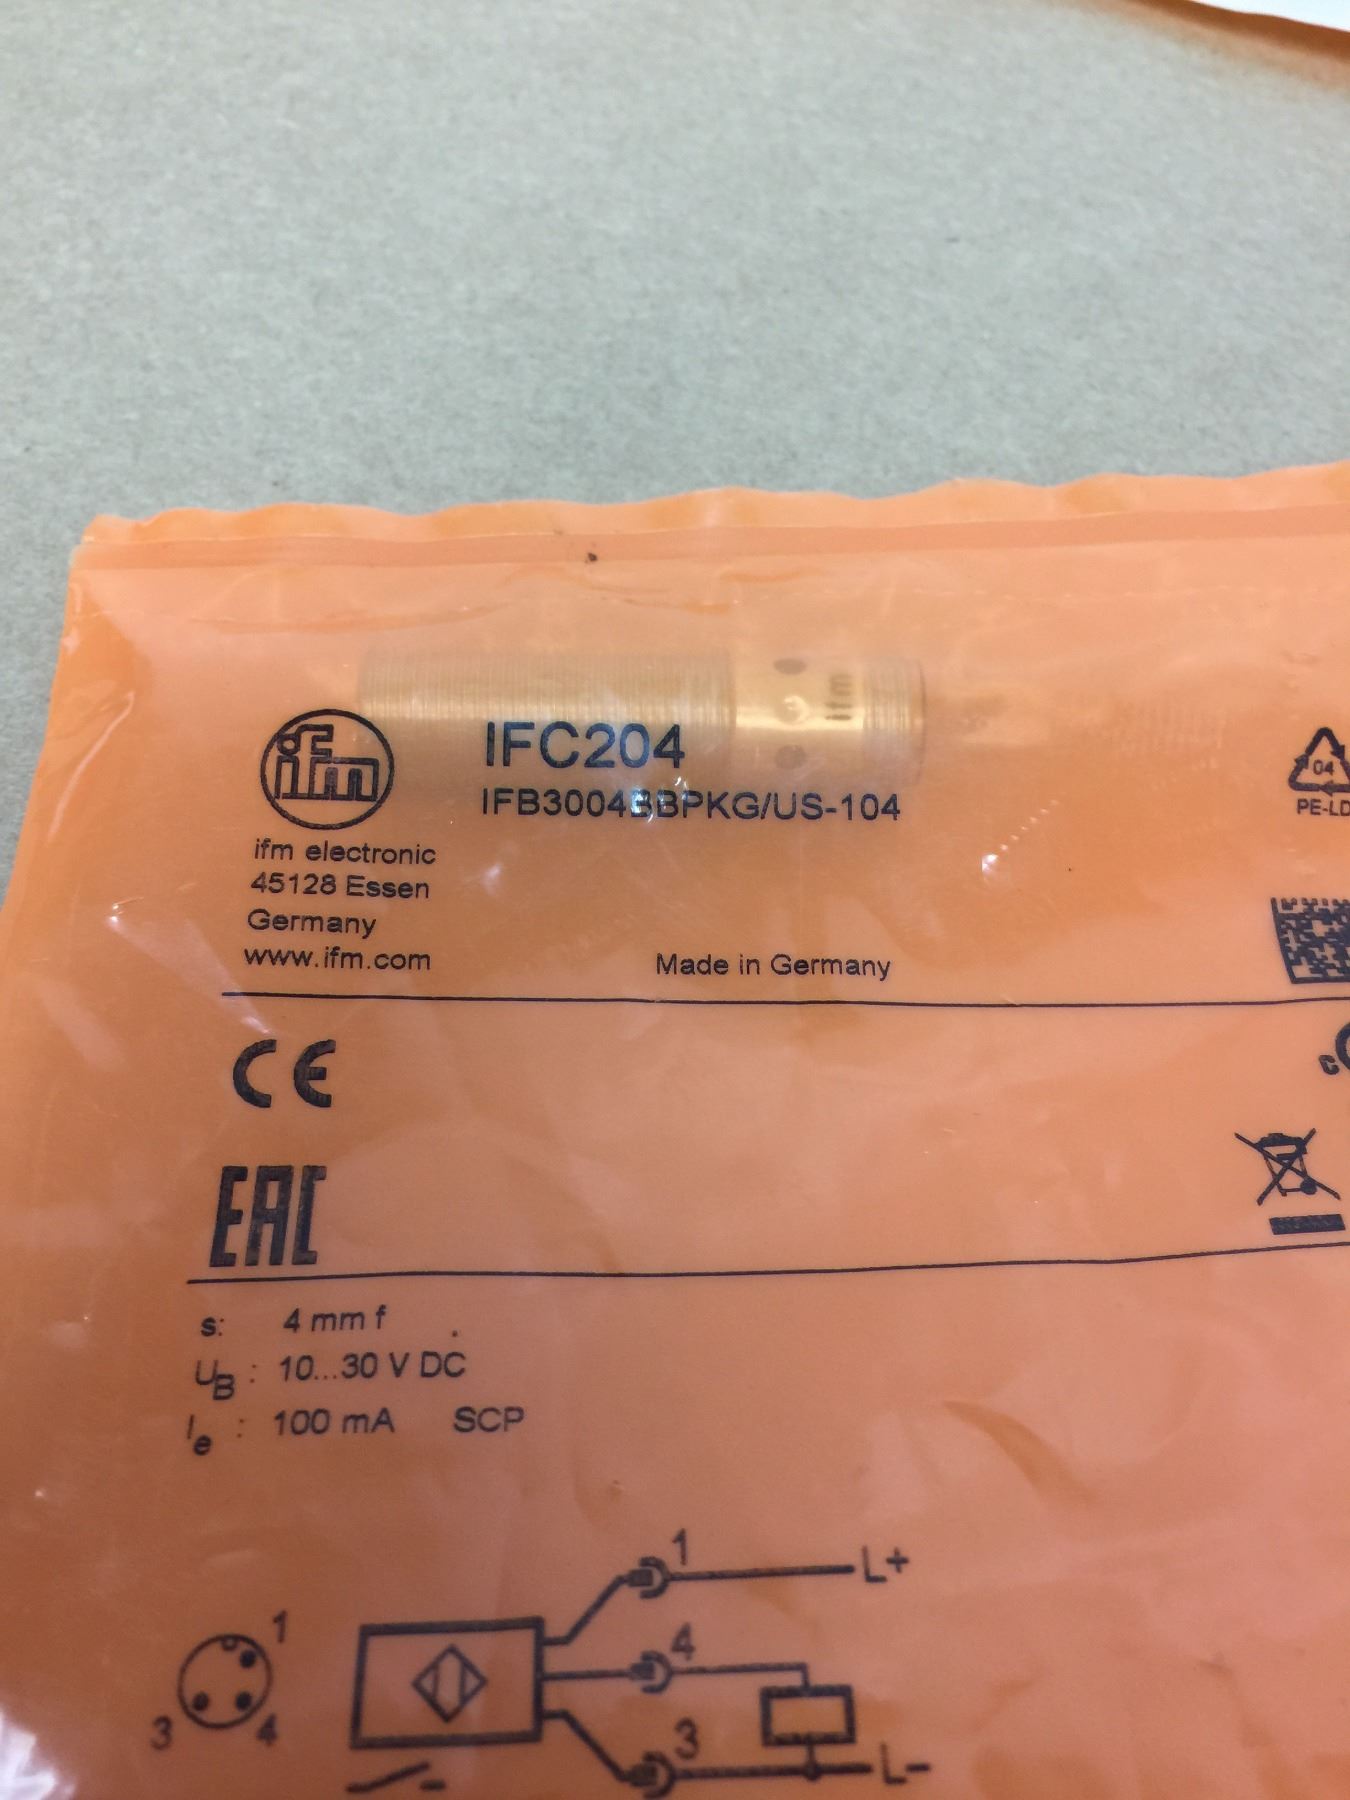 ifm
IFC204
IFB3004BBPKG/US-104
ifm electronic
45128 Essen
Germany
www.ifm.com
Made in Germany
04
PE-LD
c
CE
EAC
s: 4 mm f
UB : 10...30 V DC
Ie : 100 mA SCP
1
3
4
1
L+
4
3
L-
ifm